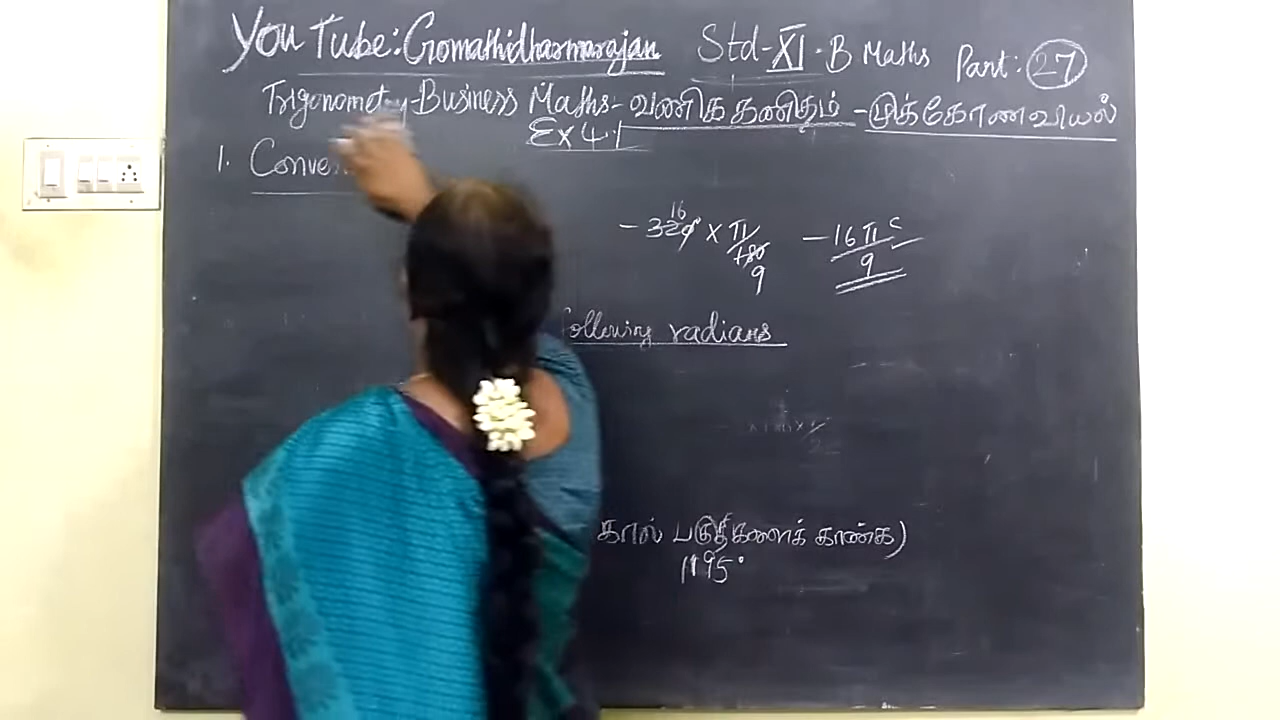 YouTube: Gomathidharmarajan Std-XI-B Maths Part: 27
Trigonometry-Business Maths-வணிக கணிதம் -முக்கோணவியல்
Ex 4.1
1. Conve
-320° × π/180 -16π/9 c
16
9
following radians
கால் பகுதிகளைக் காண்க)
1195°